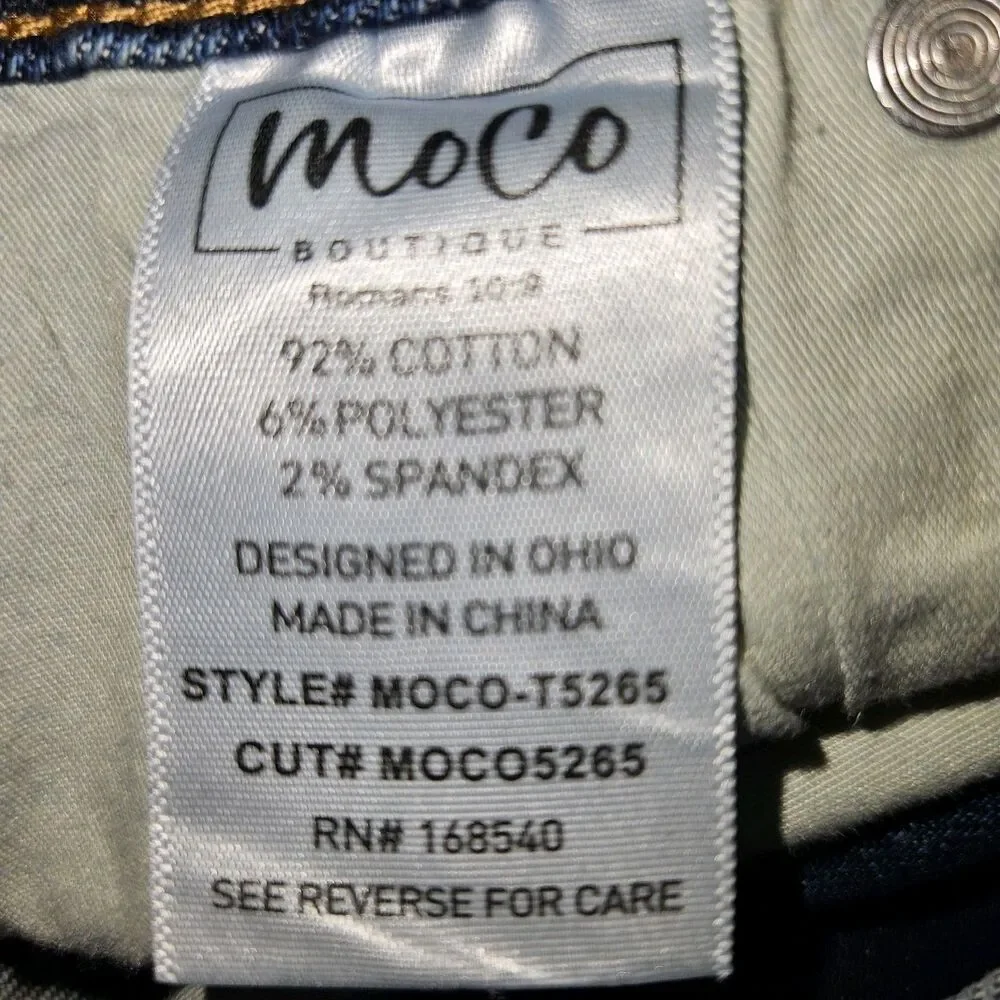 moCo
BOUTIQUE
Romans 10:9
92% COTTON
6% POLYESTER
2% SPANDEX
DESIGNED IN OHIO
MADE IN CHINA
STYLE# MOCO-T5265
CUT# MOCO5265
RN# 168540
SEE REVERSE FOR CARE